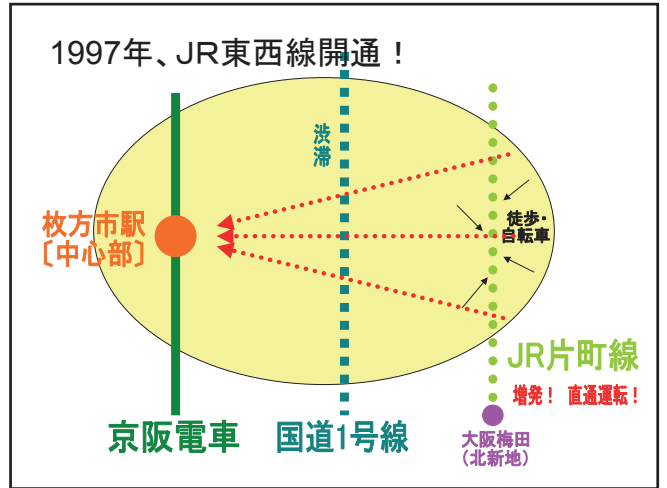 1997年、JR東西線開通！
渋滞
枚方市駅
〔中心部〕
徒歩・
自転車
JR片町線
増発！ 直通運転！
京阪電車
国道1号線
大阪梅田
（北新地）